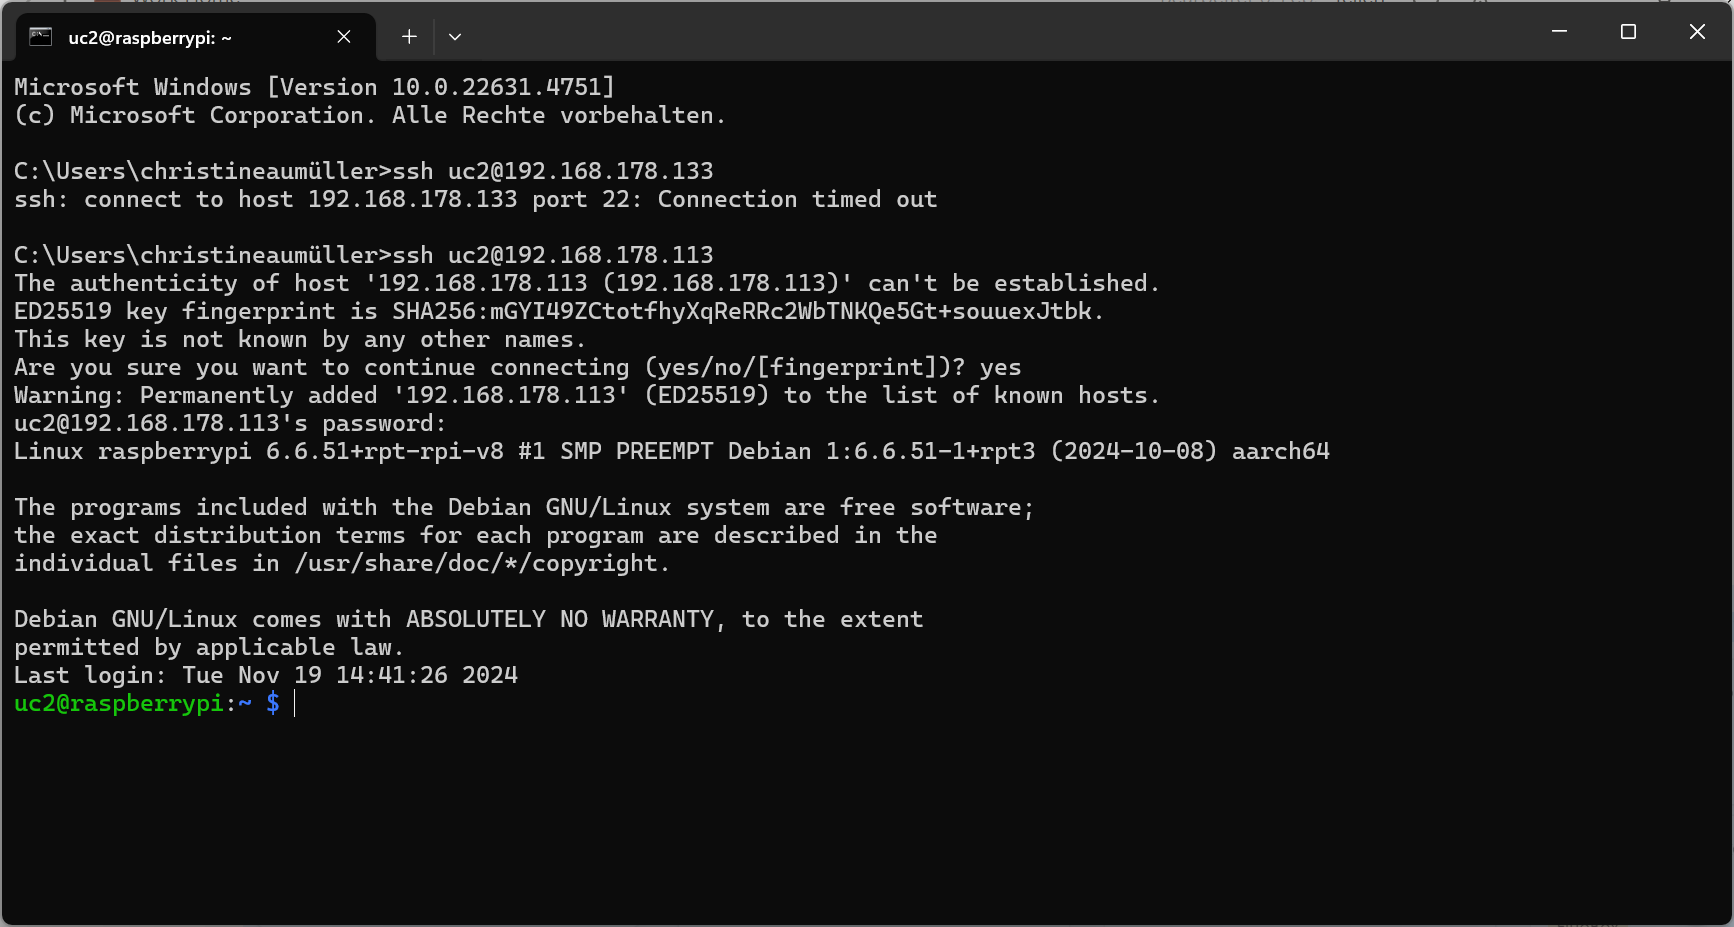 uc2@raspberrypi: ~
Microsoft Windows [Version 10.0.22631.4751]
(c) Microsoft Corporation. Alle Rechte vorbehalten.
C:\Users\christineaumüller>ssh uc2@192.168.178.133
ssh: connect to host 192.168.178.133 port 22: Connection timed out
C:\Users\christineaumüller>ssh uc2@192.168.178.113
The authenticity of host '192.168.178.113 (192.168.178.113)' can't be established.
ED25519 key fingerprint is SHA256:mGYI49ZCtotfhyXqReRRc2WbTNKQe5Gt+souuexJtbk.
This key is not known by any other names.
Are you sure you want to continue connecting (yes/no/[fingerprint])? yes
Warning: Permanently added '192.168.178.113' (ED25519) to the list of known hosts.
uc2@192.168.178.113's password:
Linux raspberrypi 6.6.51+rpt-rpi-v8 #1 SMP PREEMPT Debian 1:6.6.51-1+rpt3 (2024-10-08) aarch64
The programs included with the Debian GNU/Linux system are free software;
the exact distribution terms for each program are described in the
individual files in /usr/share/doc/*/copyright.
Debian GNU/Linux comes with ABSOLUTELY NO WARRANTY, to the extent
permitted by applicable law.
Last login: Tue Nov 19 14:41:26 2024
uc2@raspberrypi:~ $